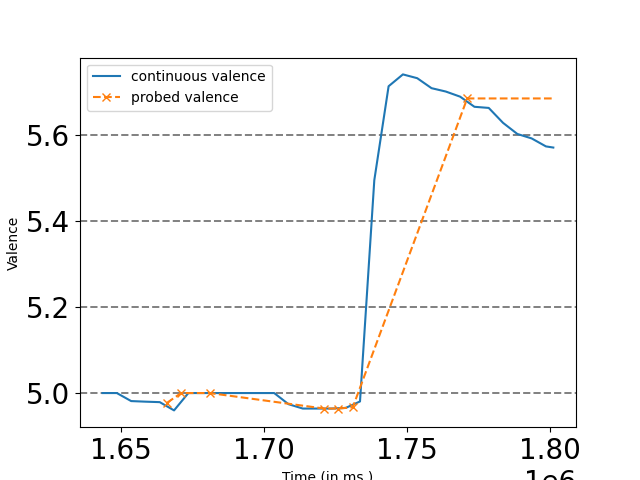 continuous valence
probed valence
5.6
5.4
5.2
5.0
Valence
1.65 1.70 1.75 1.80
Time (in ms.)
1e6